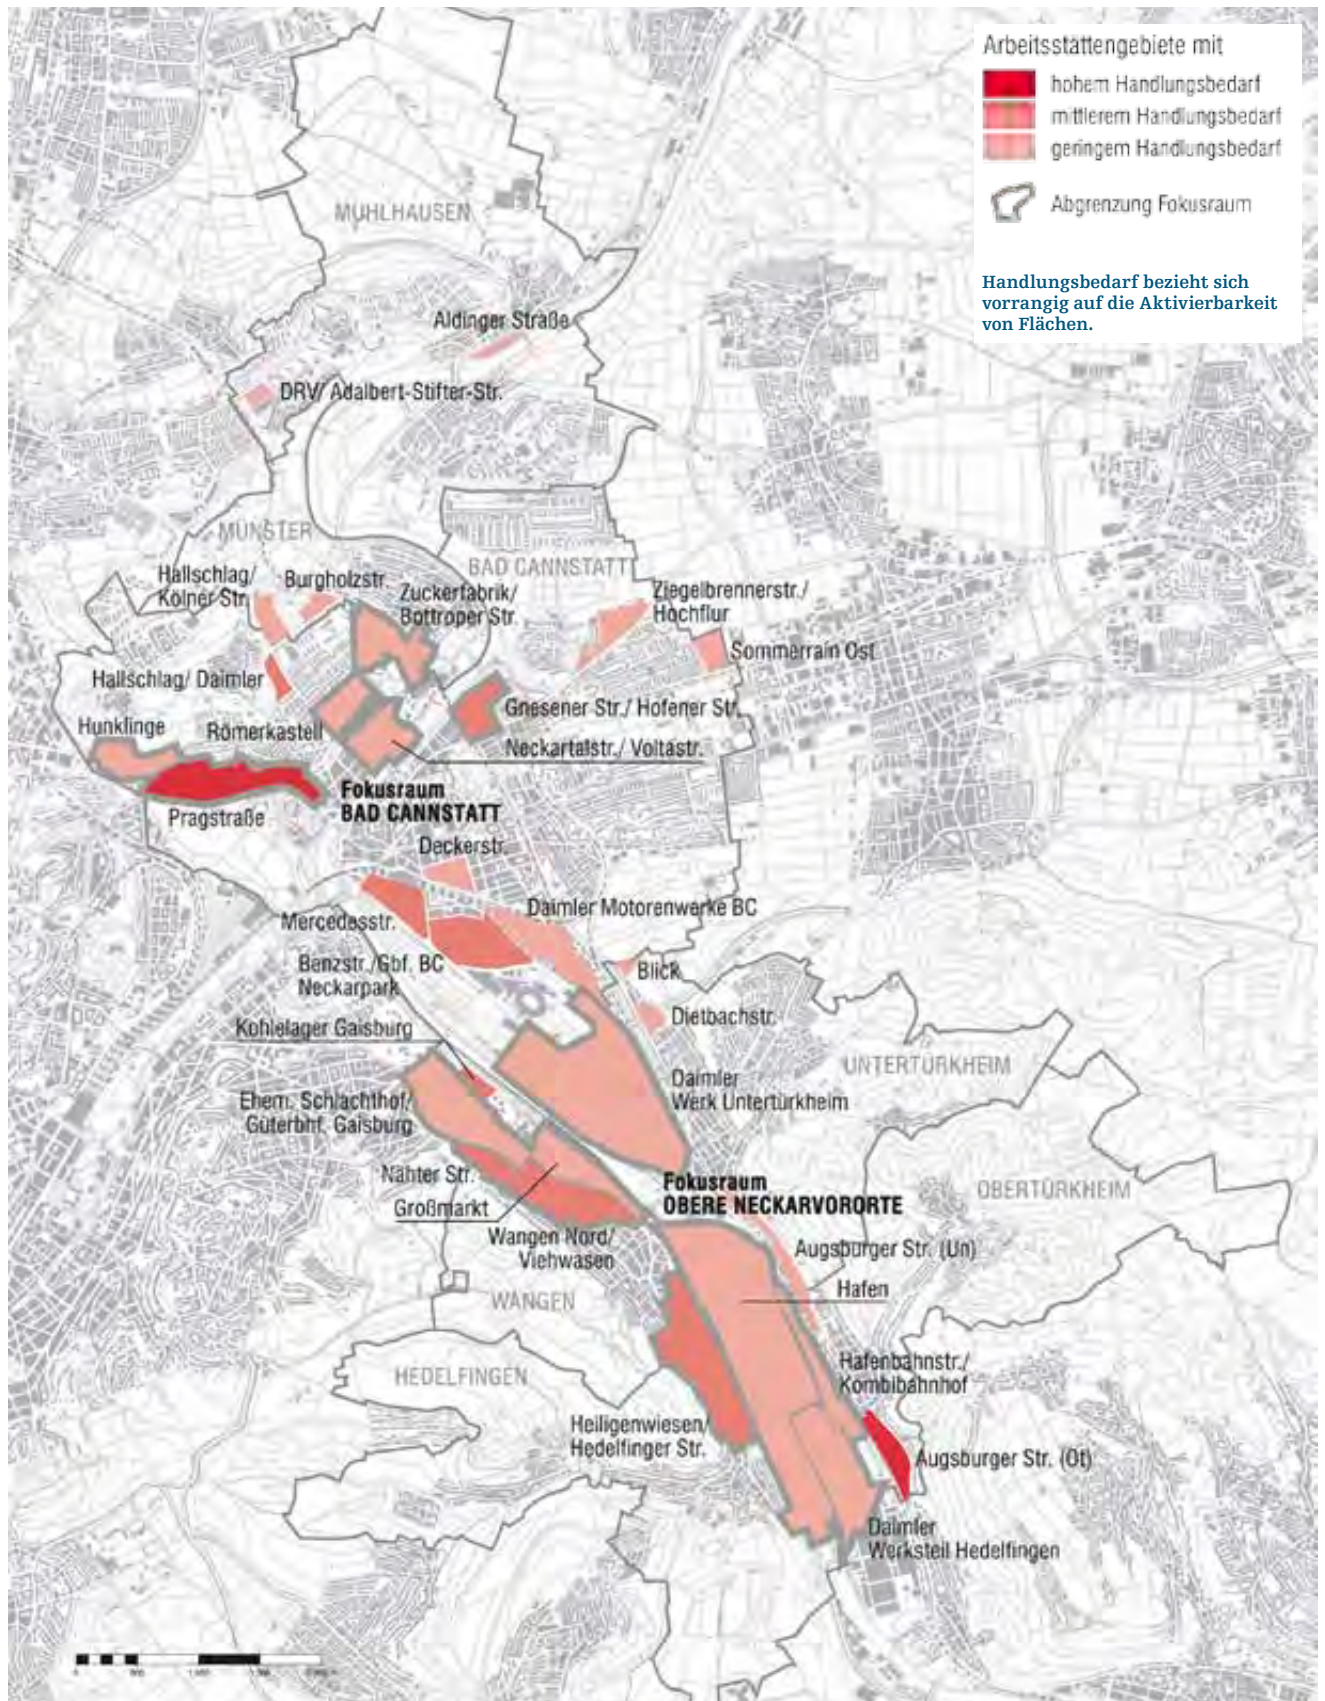 Arbeitsstättengebiete mit
hohem Handlungsbedarf
mittlerem Handlungsbedarf
geringem Handlungsbedarf
Abgrenzung Fokusraum
Handlungsbedarf bezieht sich
vorrangig auf die Aktivierbarkeit
von Flächen.
MÜHLHAUSEN
Aldinger Straße
DRV/ Adalbert-Stifter-Str.
MÜNSTER
BAD CANNSTATT
Hallschlag/
Kölner Str.
Burgholzstr.
Zuckerfabrik/
Bottroper Str.
Ziegelbrennerstr./
Hochflur
Sommerrain Ost
Hallschlag/ Daimler
Gnesener Str./ Hofener Str.
Hunklinge
Römerkastell
Neckartalstr./ Voltastr.
Fokusraum
BAD CANNSTATT
Pragstraße
Deckerstr.
Mercedesstr.
Daimler Motorenwerke BC
Benzstr./Gbf. BC
Neckarpark
Blick
Dietbachstr.
Kohlelager Gaisburg
UNTERTÜRKHEIM
Daimler
Werk Untertürkheim
Ehem. Schlachthof/
Güterbhf. Gaisburg
Nähter Str.
Großmarkt
Fokusraum
OBERE NECKARVORORTE
OBERTÜRKHEIM
Wangen Nord/
Viehwasen
Augsburger Str. (Un)
Hafen
WANGEN
HEDELFINGEN
Hafenbahnstr./
Kombibahnhof
Heiligenwiesen/
Hedelfinger Str.
Augsburger Str. (Ot)
Daimler
Werksteil Hedelfingen
0 500 1.000